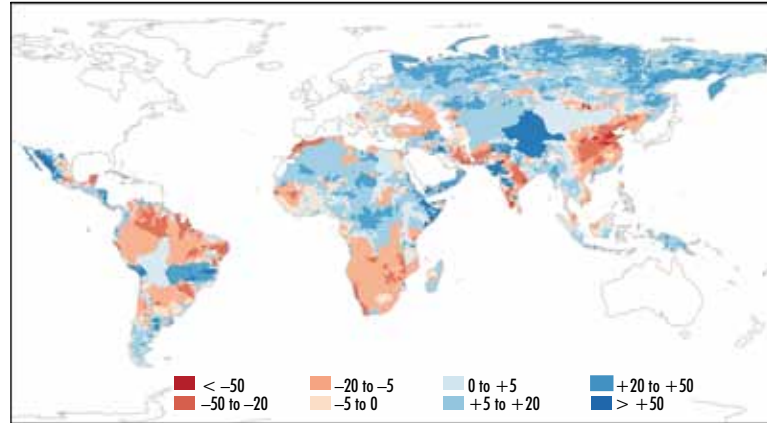 < –50 –20 to –5 0 to +5 +20 to +50
–50 to –20 –5 to 0 +5 to +20 > +50